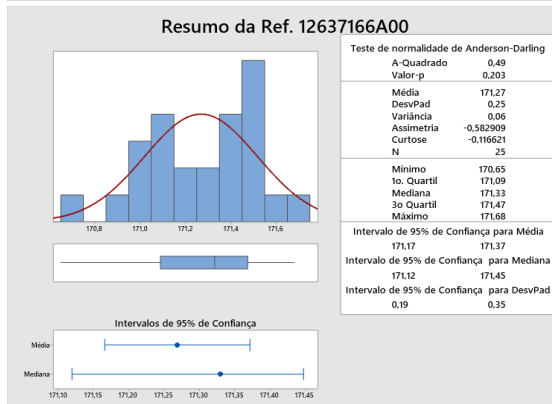 Resumo da Ref. 12637166A00
Teste de normalidade de Anderson-Darling
A-Quadrado 0,49
Valor-p 0,203
Média 171,27
DesvPad 0,25
Variância 0,06
Assimetria -0,582909
Curtose -0,116621
N 25
Mínimo 170,65
1o. Quartil 171,09
Mediana 171,33
3o Quartil 171,47
Máximo 171,68
Intervalo de 95% de Confiança para Média
171,17 171,37
Intervalo de 95% de Confiança para Mediana
171,12 171,45
Intervalo de 95% de Confiança para DesvPad
0,19 0,35
170,8 171,0 171,2 171,4 171,6
Intervalos de 95% de Confiança
Média
Mediana
171,10 171,15 171,20 171,25 171,30 171,35 171,40 171,45